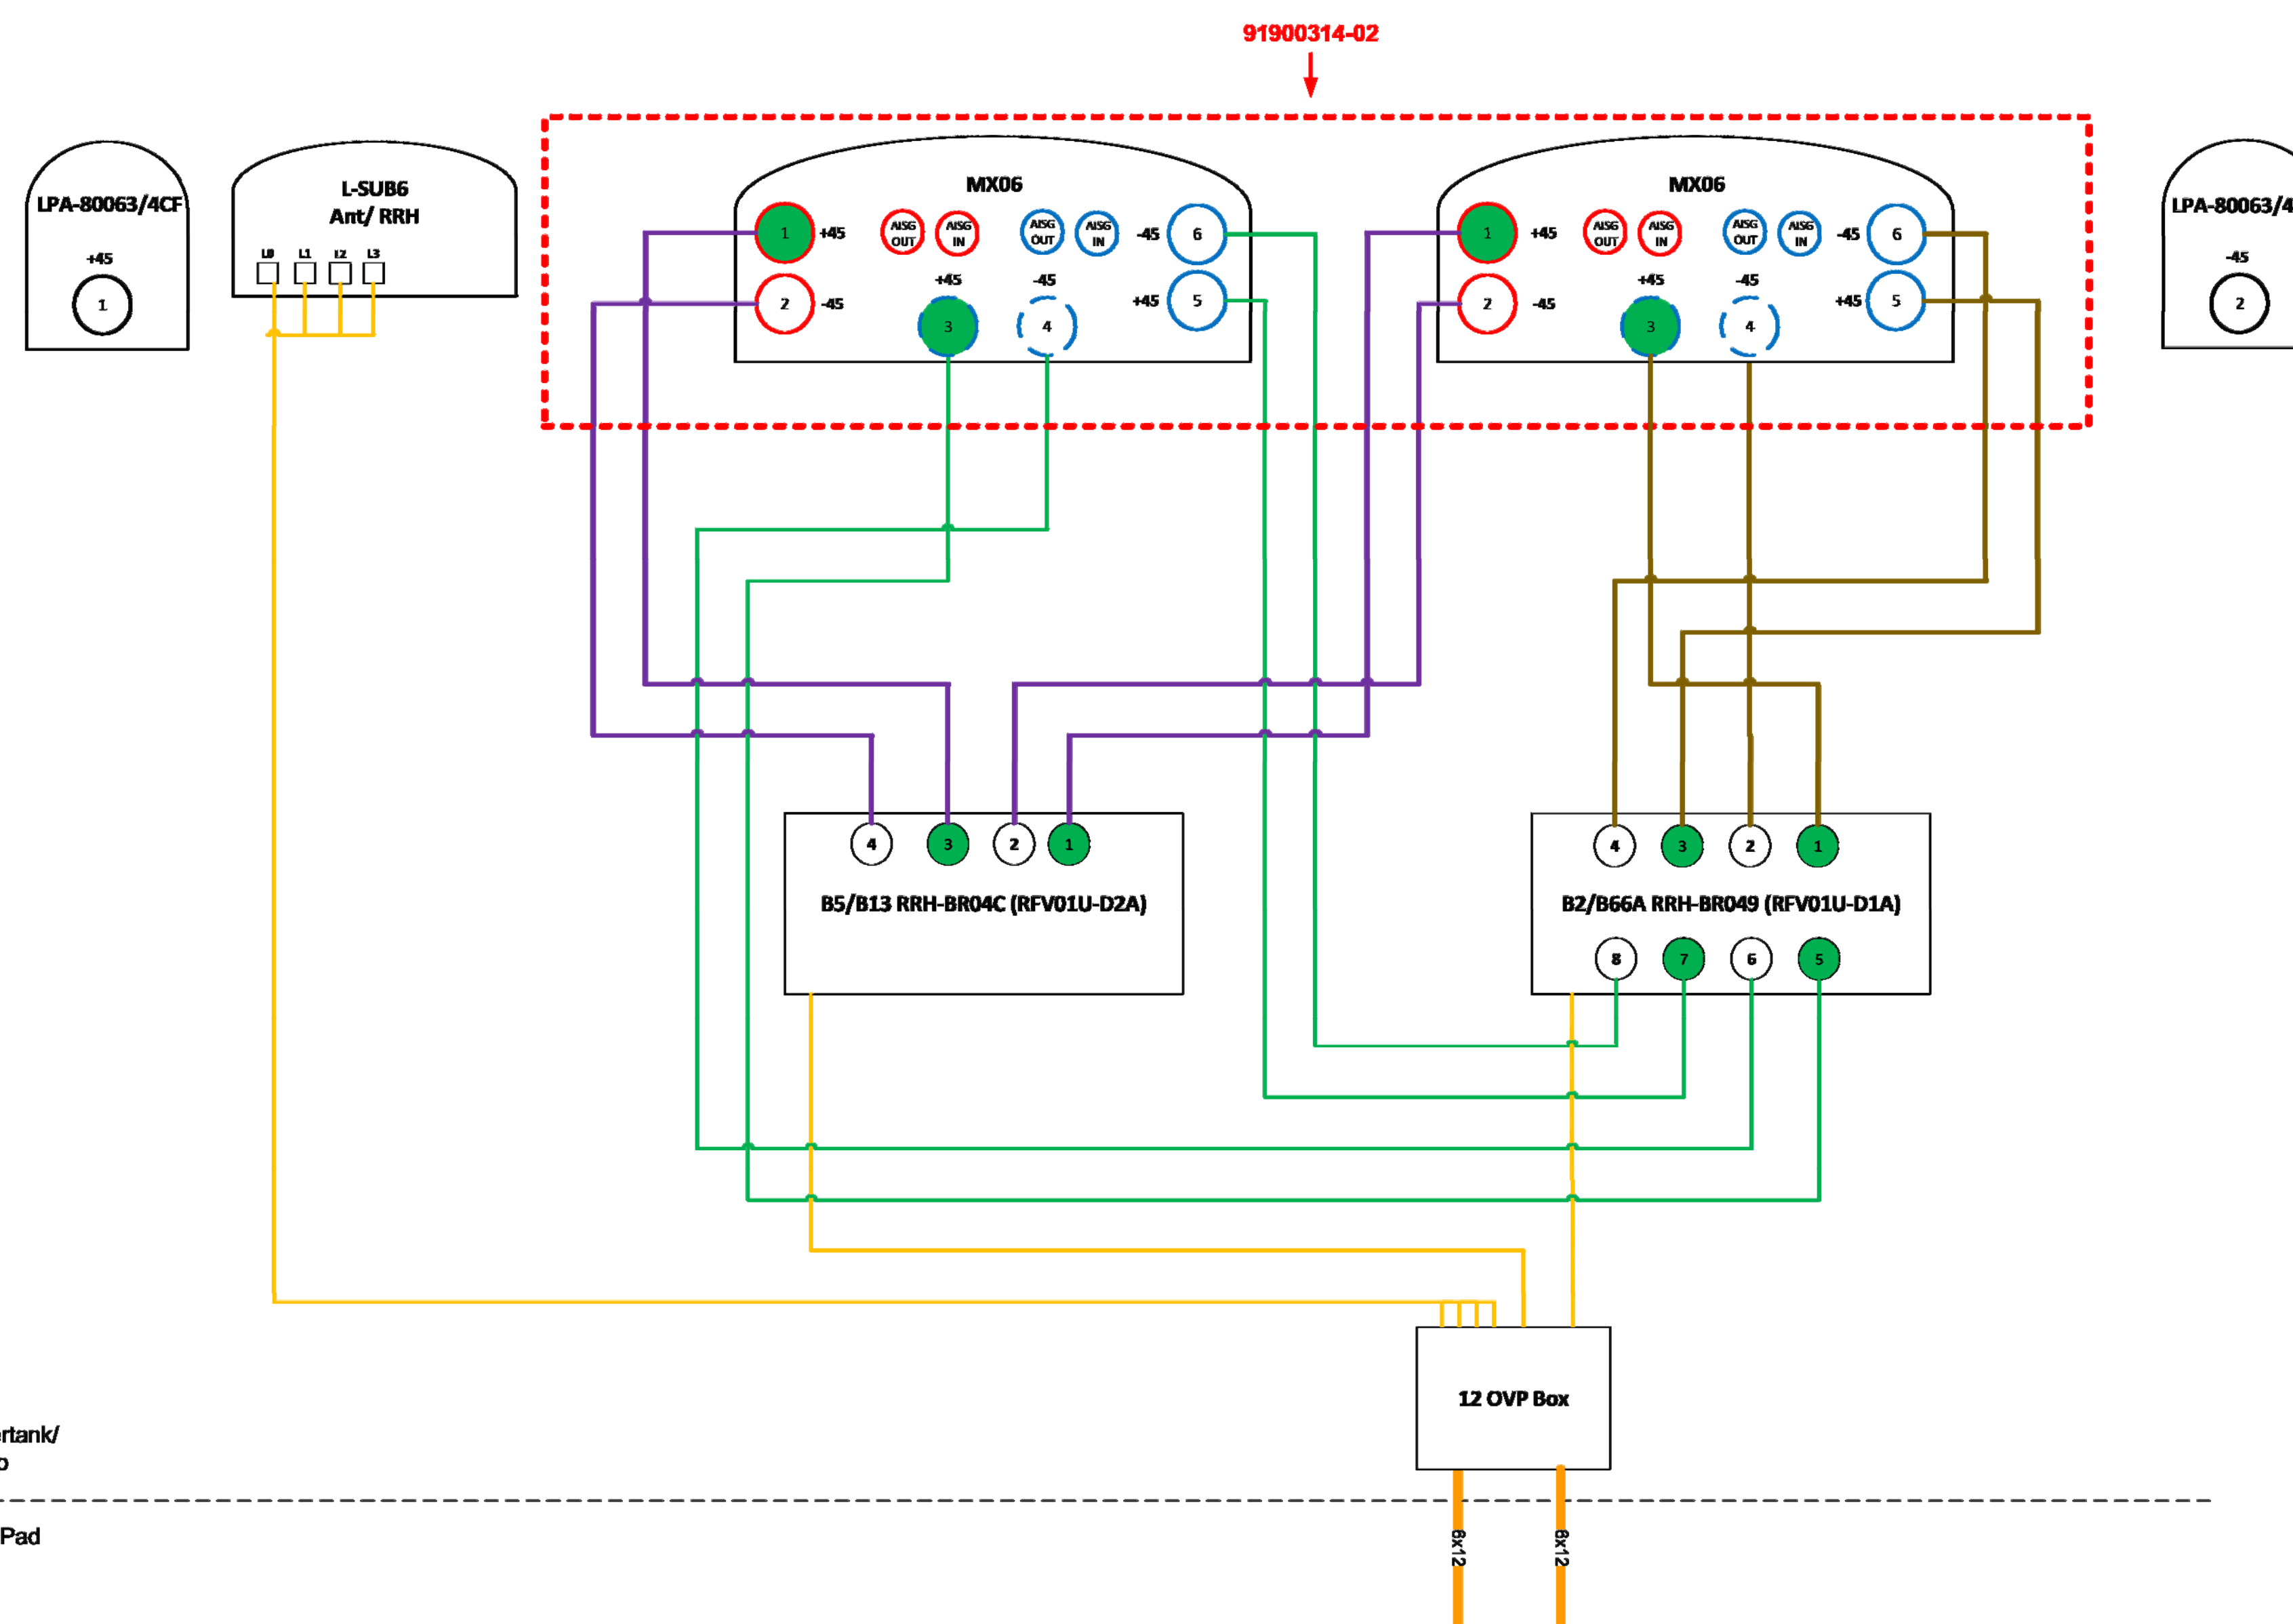 91900314-02
LPA-80063/4CF
+45
1
L-SUB6
Ant/ RRH
L0 L1 L2 L3
MX06
1 +45
AISG OUT
AISG IN
AISG OUT
AISG IN
-45 6
2 -45
+45
3
-45
4
+45 5
MX06
1 +45
AISG OUT
AISG IN
AISG OUT
AISG IN
-45 6
2 -45
+45
3
-45
4
+45 5
LPA-80063/4
-45
2
4 3 2 1
B5/B13 RRH-BR04C (RFV01U-D2A)
4 3 2 1
B2/B66A RRH-BR049 (RFV01U-D1A)
8 7 6 5
12 OVP Box
ertank/
Pad
6x12
6x12